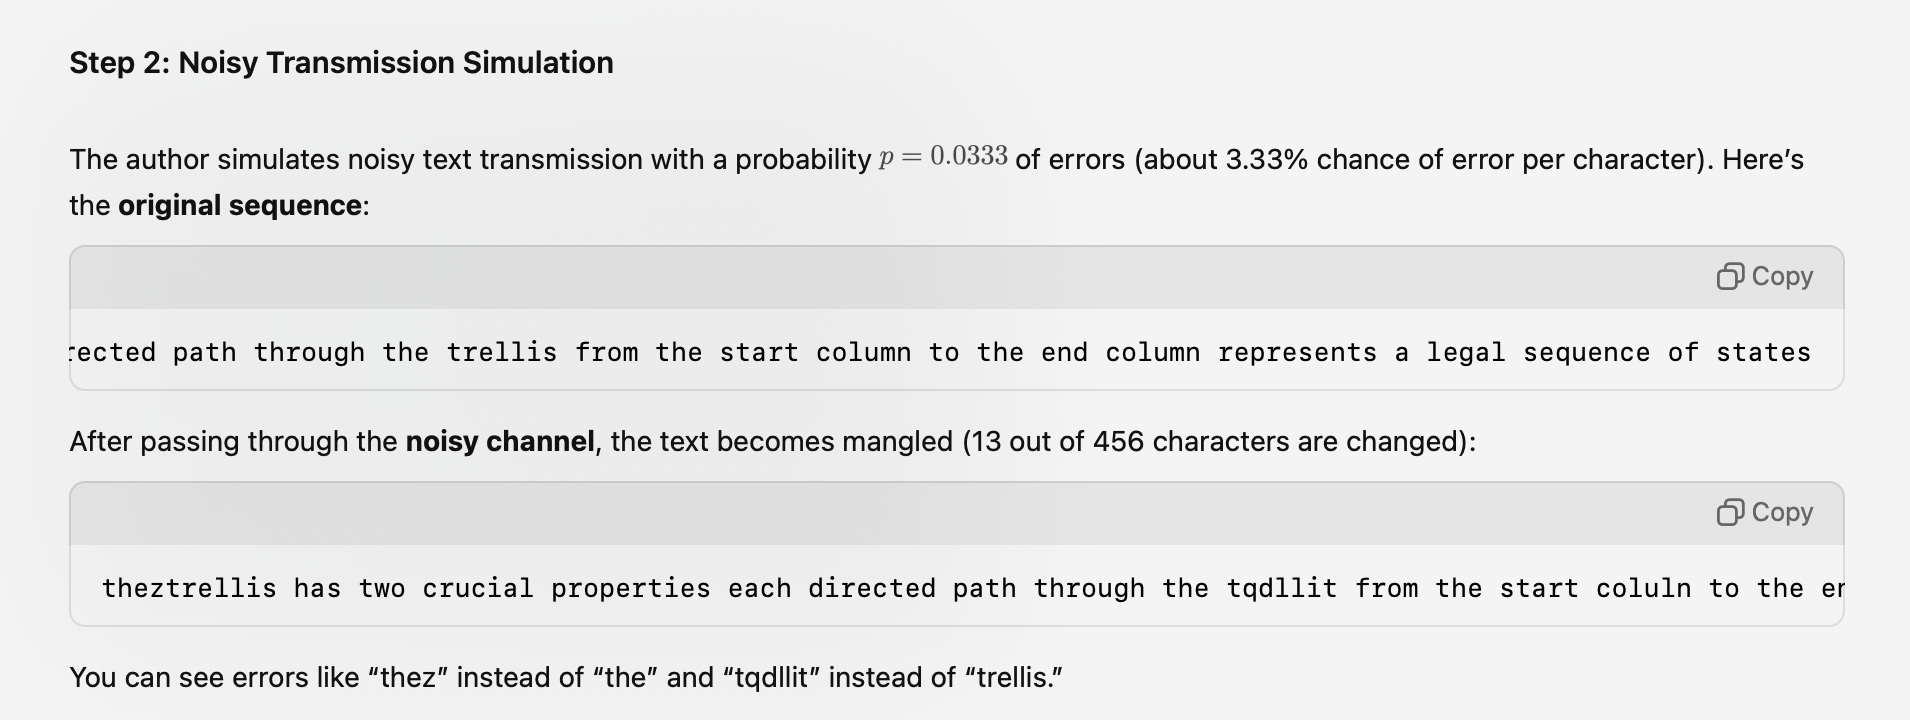 Step 2: Noisy Transmission Simulation
The author simulates noisy text transmission with a probability p = 0.0333 of errors (about 3.33% chance of error per character). Here’s
the original sequence:
Copy
rected path through the trellis from the start column to the end column represents a legal sequence of states
After passing through the noisy channel, the text becomes mangled (13 out of 456 characters are changed):
Copy
theztrellis has two crucial properties each directed path through the tqdllit from the start coluln to the en
You can see errors like “thez” instead of “the” and “tqdllit” instead of “trellis.”